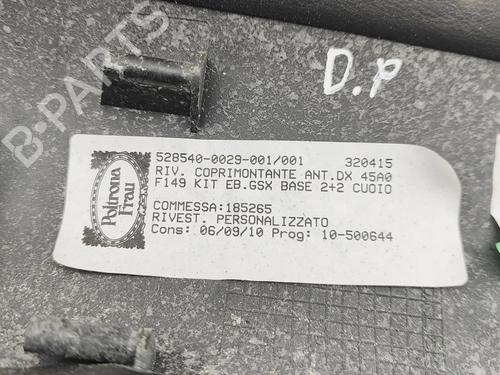 B-PARTS
D.P
Poltrona
Frau
528540-0029-001/001 320415
RIV. COPRIMONTANTE ANT.DX 45A0
F149 KIT EB.GSX BASE 2+2 CUOIO
COMMESSA:185265
RIVEST. PERSONALIZZATO
Cons: 06/09/10 Prog: 10-500644